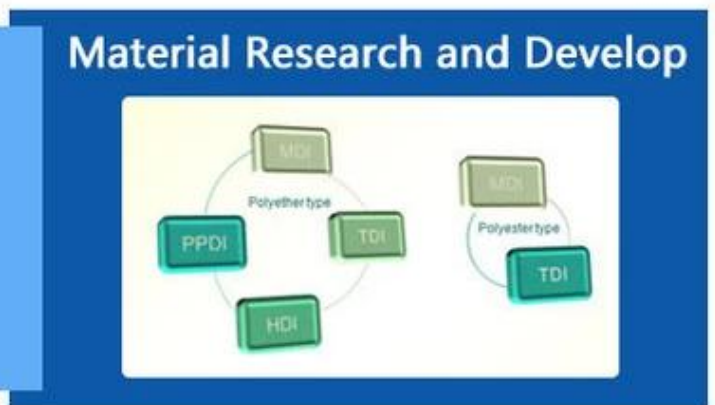 Material Research and Develop
MDI
Polyether type
PPDI
TDI
HDI
MDI
Polyester type
TDI